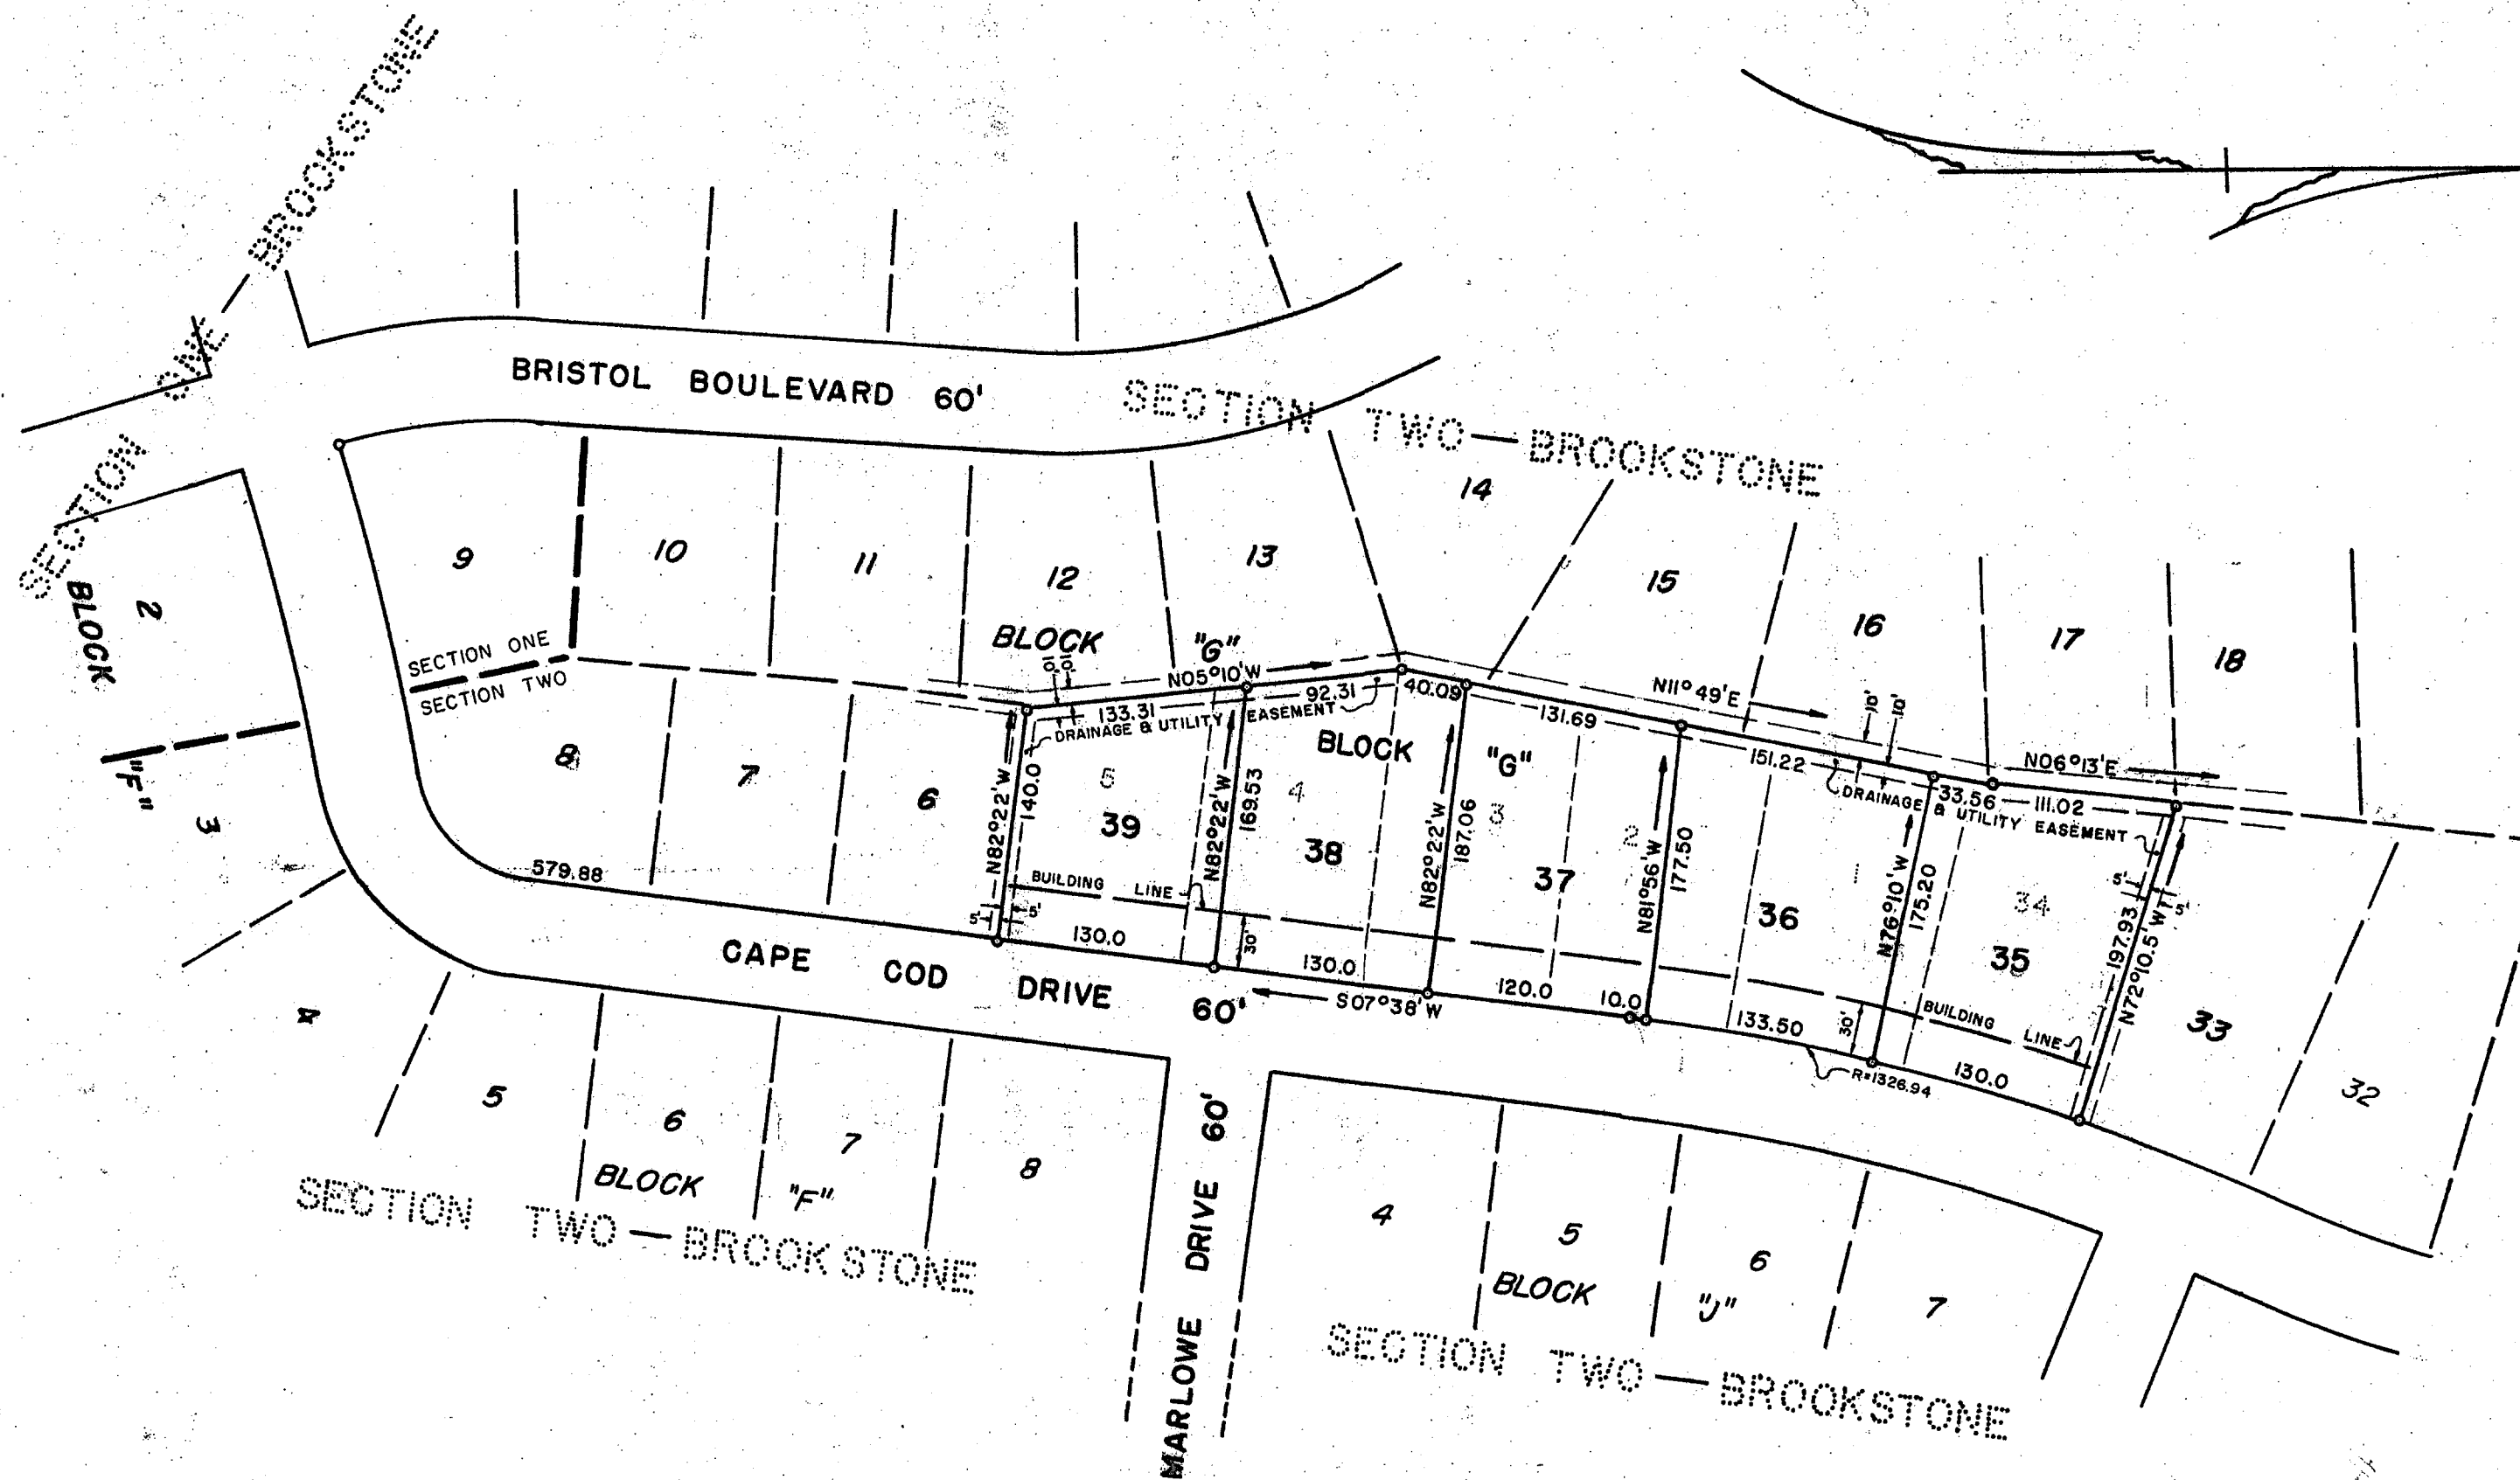 SECTION ONE BROOKSTONE
BRISTOL BOULEVARD 60'
SECTION TWO — BROOKSTONE
9
10
11
12
13
14
15
16
17
18
BLOCK "G"
BLOCK "F"
2
3
4
SECTION ONE
SECTION TWO
8
7
6
10'
10'
N05°10'W
133.31
92.31
DRAINAGE & UTILITY EASEMENT
40.09
N11°49'E
131.69
151.22
10'
10'
N06°13'E
33.56
111.02
DRAINAGE & UTILITY EASEMENT
BLOCK "G"
N82°22'W
140.0
5
39
N82°22'W
169.53
4
38
N82°22'W
187.06
3
37
2
N81°56'W
177.50
1
36
N76°10'W
175.20
34
35
197.93
N72°10.5'W
5'
5'
33
32
579.88
BUILDING LINE
5'
5'
130.0
30'
130.0
120.0
10.0
133.50
30'
BUILDING LINE
130.0
R=1326.94
CAPE COD DRIVE 60'
S07°38'W
5
6
7
8
BLOCK "F"
SECTION TWO — BROOKSTONE
MARLOWE DRIVE 60'
4
5
6
7
BLOCK "J"
SECTION TWO — BROOKSTONE